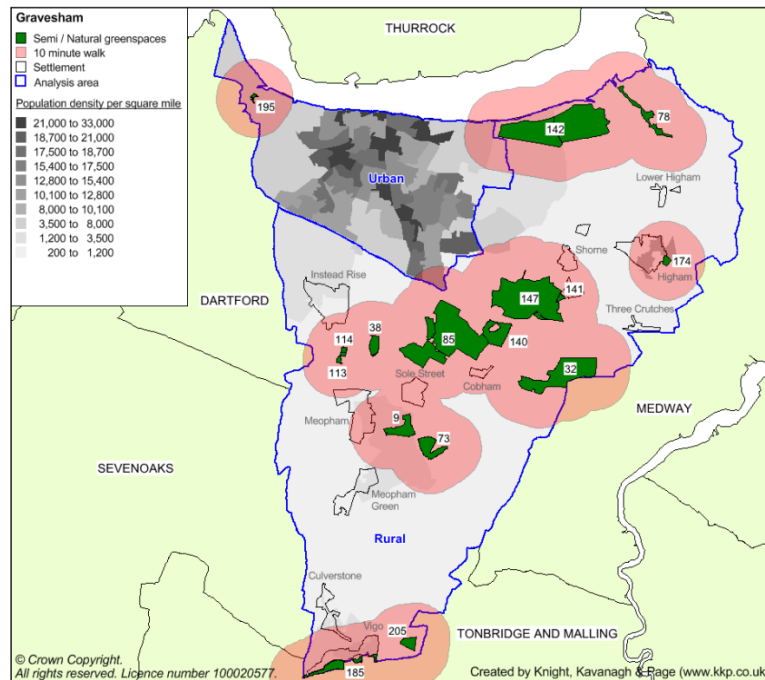 Gravesham
Semi / Natural greenspaces
10 minute walk
Settlement
Analysis area
Population density per square mile
21,000 to 33,000
18,700 to 21,000
17,500 to 18,700
15,400 to 17,500
12,800 to 15,400
10,100 to 12,800
8,000 to 10,100
3,500 to 8,000
1,200 to 3,500
200 to 1,200
THURROCK
195
142
78
Urban
Lower Higham
Shorne
174
Higham
Instead Rise
DARTFORD
147
141
Three Crutches
114
38
85
140
113
Sole Street
Cobham
32
Meopham
9
MEDWAY
73
SEVENOAKS
Meopham
Green
Rural
Culverstone
Vigo
205
TONBRIDGE AND MALLING
185
© Crown Copyright.
All rights reserved. Licence number 100020577.
Created by Knight, Kavanagh & Page (www.kkp.co.uk)